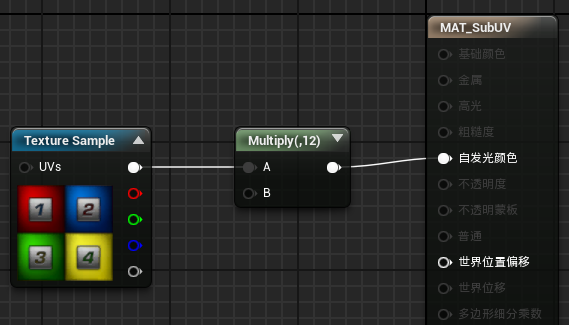 MAT_SubUV
基础颜色
金属
高光
粗糙度
Texture Sample
Multiply(,12)
UVs
A
自发光颜色
B
不透明度
1 2
不透明蒙板
普通
3 4
世界位置偏移
世界位移
多边形细分乘数